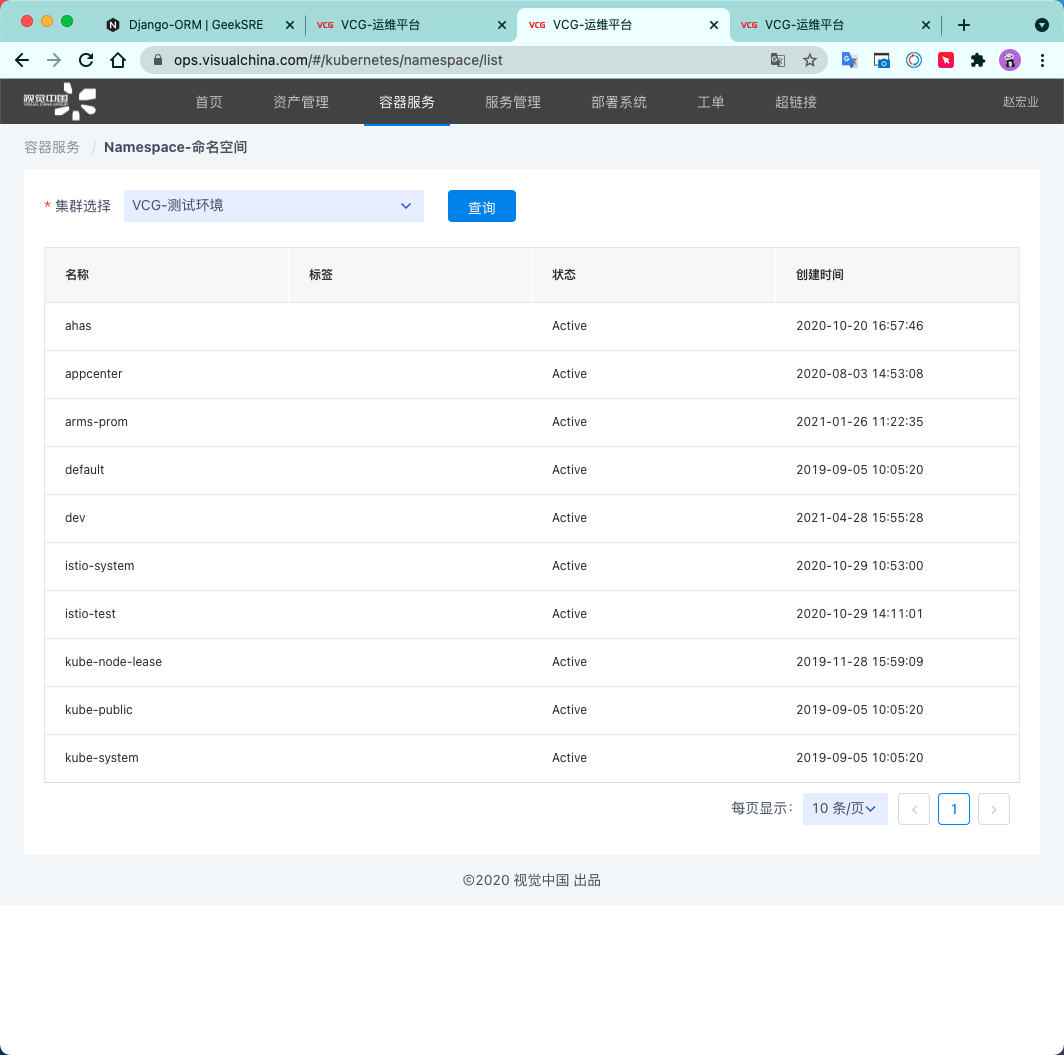 Django-ORM | GeekSRE
VCG VCG-运维平台
VCG VCG-运维平台
VCG VCG-运维平台
ops.visualchina.com/#/kubernetes/namespace/list
视觉中国
VISUAL CHINA GROUP
首页 资产管理 容器服务 服务管理 部署系统 工单 超链接 赵宏业
容器服务 / Namespace-命名空间
* 集群选择 VCG-测试环境 查询
名称 标签 状态 创建时间
ahas Active 2020-10-20 16:57:46
appcenter Active 2020-08-03 14:53:08
arms-prom Active 2021-01-26 11:22:35
default Active 2019-09-05 10:05:20
dev Active 2021-04-28 15:55:28
istio-system Active 2020-10-29 10:53:00
istio-test Active 2020-10-29 14:11:01
kube-node-lease Active 2019-11-28 15:59:09
kube-public Active 2019-09-05 10:05:20
kube-system Active 2019-09-05 10:05:20
每页显示： 10 条/页 < 1 >
©2020 视觉中国 出品